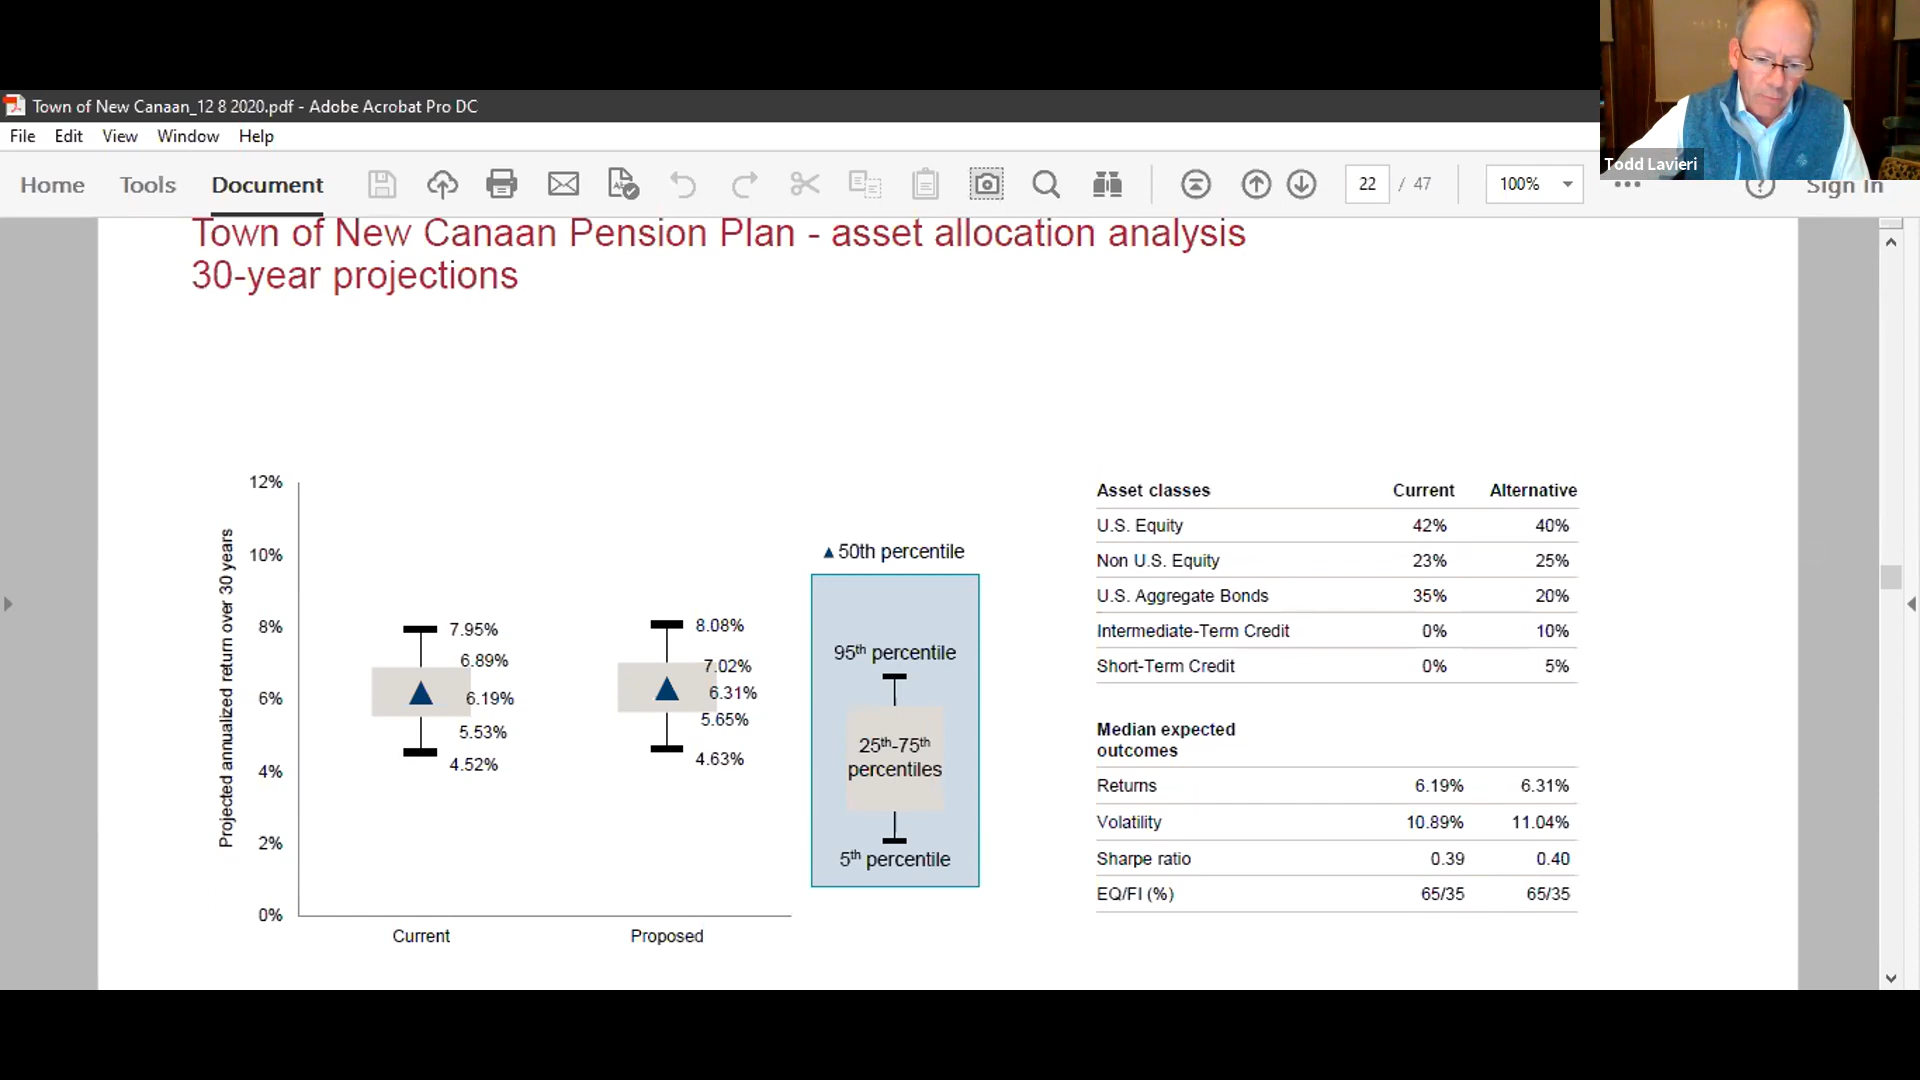 Town of New Canaan_12 8 2020.pdf - Adobe Acrobat Pro DC
File Edit View Window Help
Home Tools Document 22 / 47 100% Sign In
Todd Lavieri
Town of New Canaan Pension Plan - asset allocation analysis
30-year projections
Projected annualized return over 30 years
12%
10%
8%
6%
4%
2%
0%
7.95%
6.89%
6.19%
5.53%
4.52%
Current
8.08%
7.02%
6.31%
5.65%
4.63%
Proposed
▲ 50th percentile
95th percentile
25th-75th
percentiles
5th percentile
Asset classes Current Alternative
U.S. Equity 42% 40%
Non U.S. Equity 23% 25%
U.S. Aggregate Bonds 35% 20%
Intermediate-Term Credit 0% 10%
Short-Term Credit 0% 5%
Median expected
outcomes
Returns 6.19% 6.31%
Volatility 10.89% 11.04%
Sharpe ratio 0.39 0.40
EQ/FI (%) 65/35 65/35